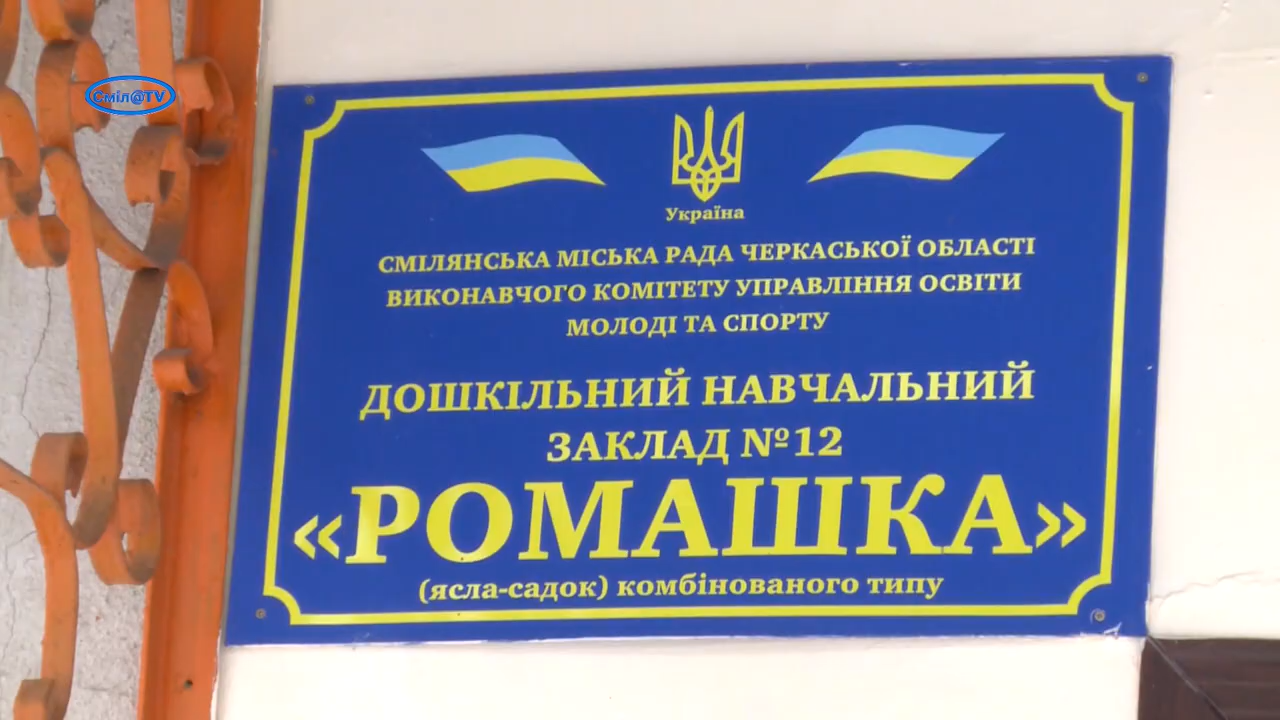 Сміл@TV
Україна
СМІЛЯНСЬКА МІСЬКА РАДА ЧЕРКАСЬКОЇ ОБЛАСТІ
ВИКОНАВЧОГО КОМІТЕТУ УПРАВЛІННЯ ОСВІТИ
МОЛОДІ ТА СПОРТУ
ДОШКІЛЬНИЙ НАВЧАЛЬНИЙ
ЗАКЛАД №12
«РОМАШКА»
(ясла-садок) комбінованого типу